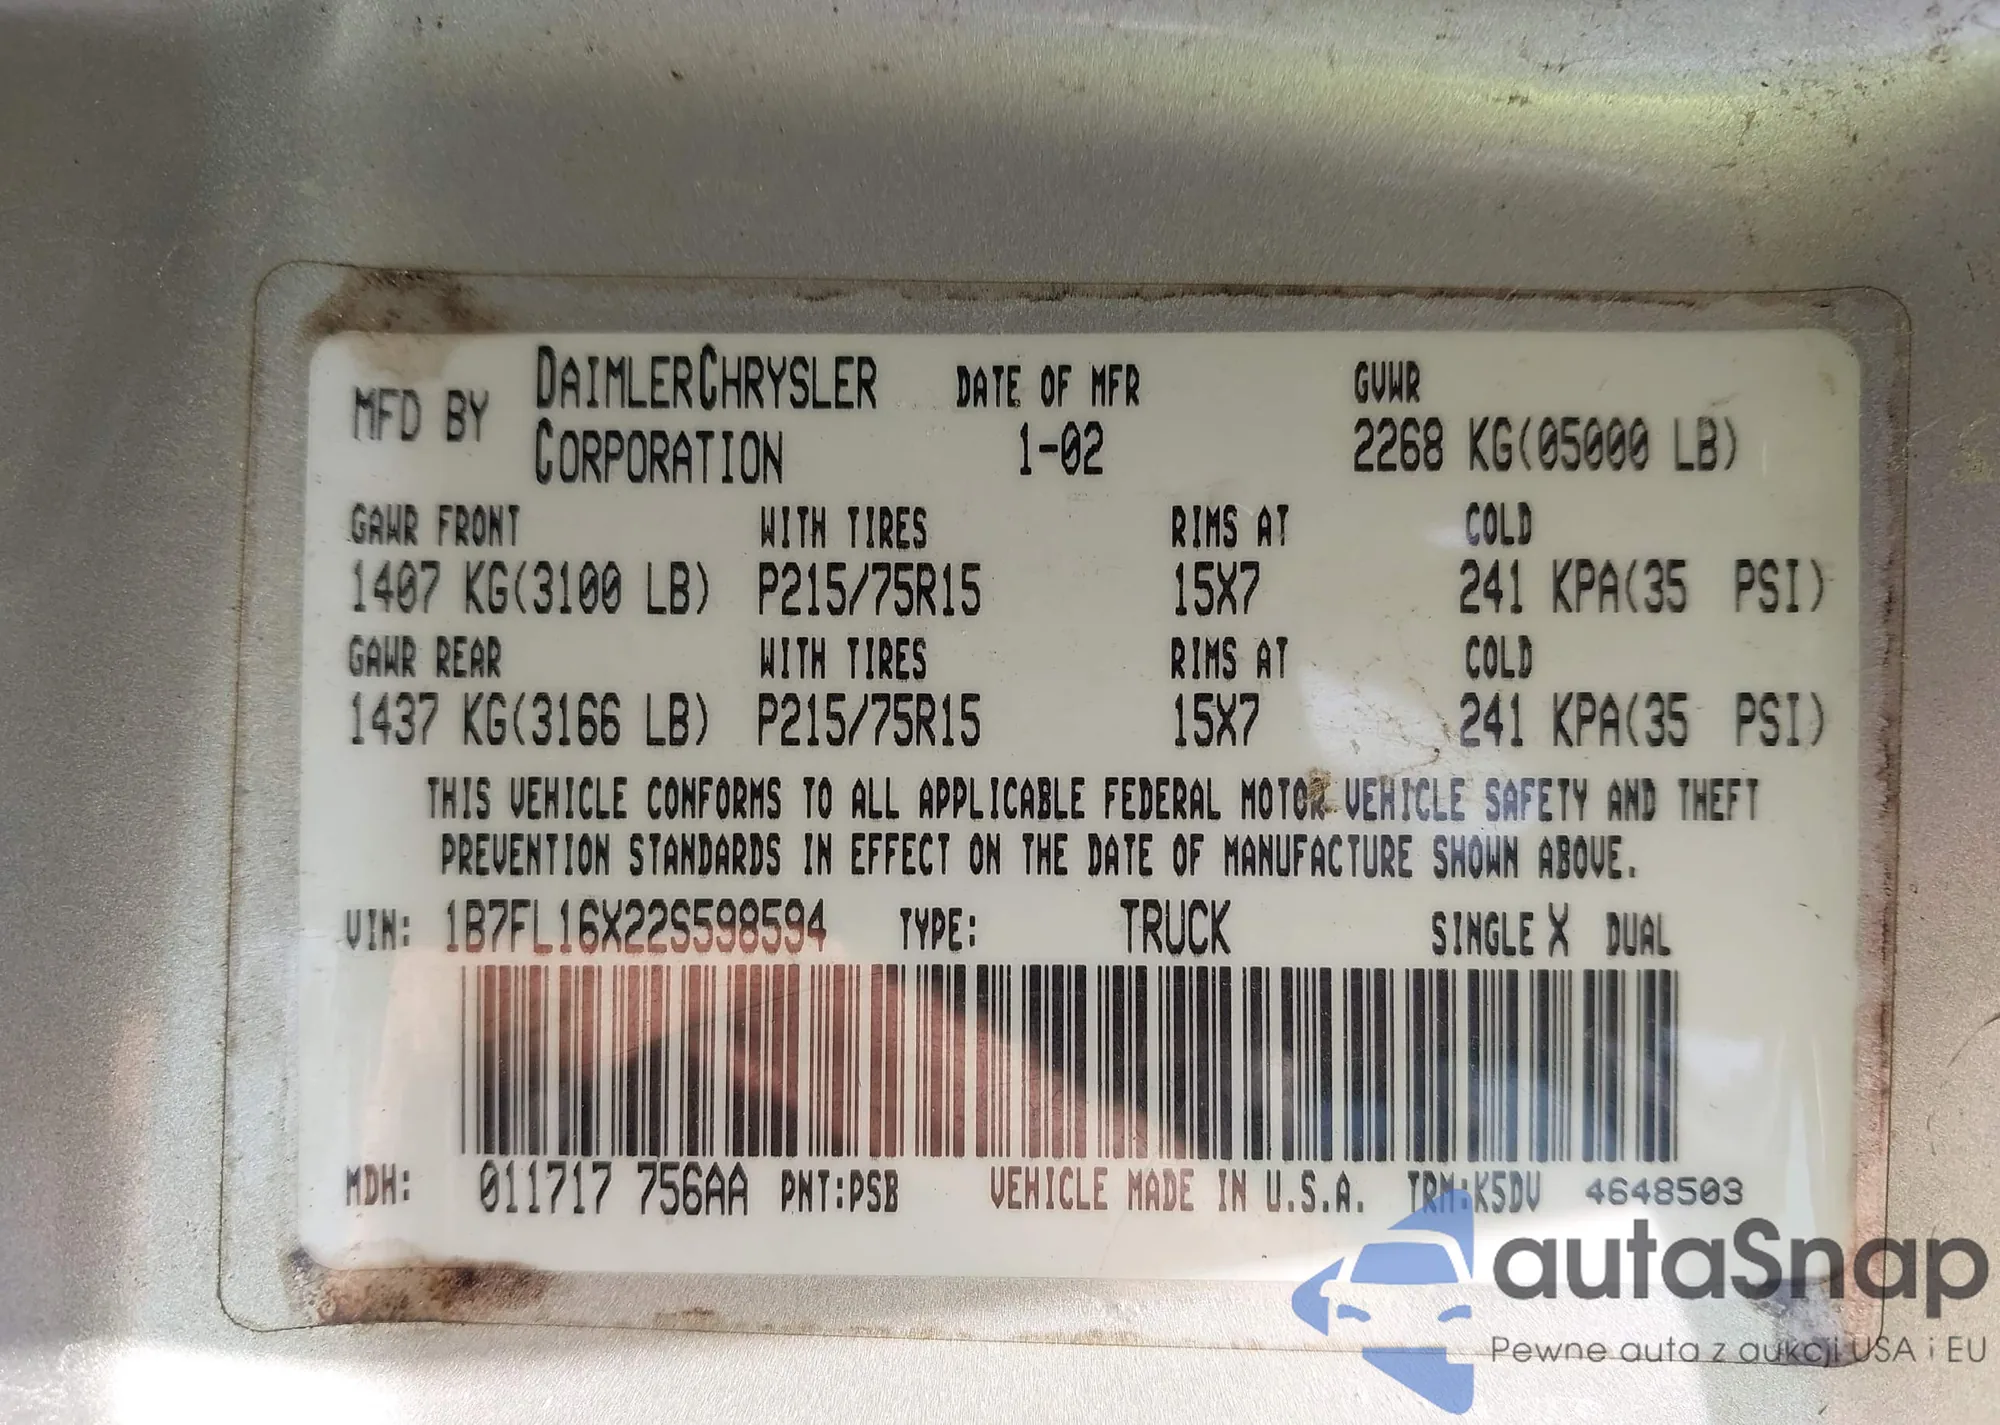 MFD BY DAIMLERCHRYSLER CORPORATION DATE OF MFR 1-02 GVWR 2268 KG(05000 LB)
GAWR FRONT WITH TIRES RIMS AT COLD
1407 KG(3100 LB) P215/75R15 15X7 241 KPA(35 PSI)
GAWR REAR WITH TIRES RIMS AT COLD
1437 KG(3166 LB) P215/75R15 15X7 241 KPA(35 PSI)
THIS VEHICLE CONFORMS TO ALL APPLICABLE FEDERAL MOTOR VEHICLE SAFETY AND THEFT
PREVENTION STANDARDS IN EFFECT ON THE DATE OF MANUFACTURE SHOWN ABOVE.
VIN: 1B7FL16X22S598594 TYPE: TRUCK SINGLE X DUAL
MDH: 011717 756AA PNT:PSB VEHICLE MADE IN U.S.A. TRM:K5DV 4648503
autaSnap
Pewne auta z aukcji USA i EU